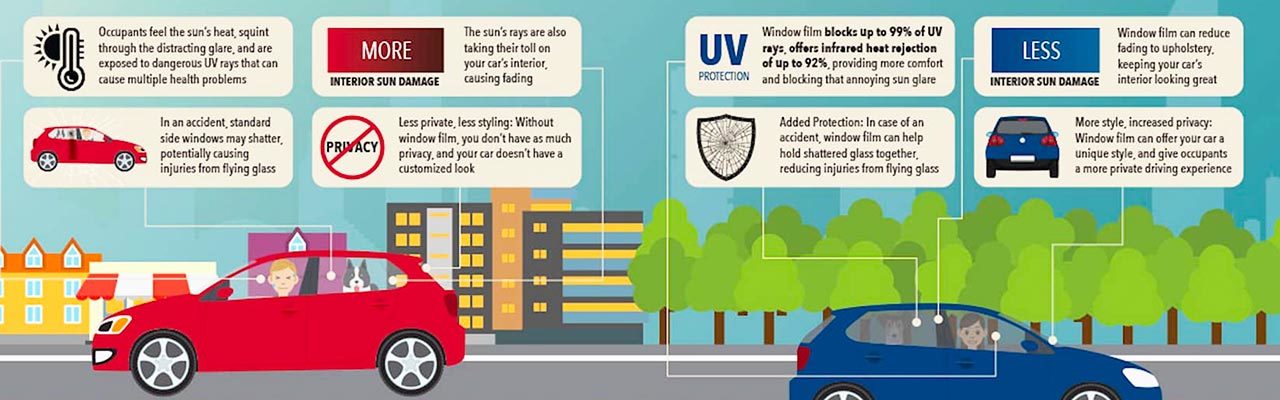 Occupants feel the sun's heat, squint
through the distracting glare, and are
exposed to dangerous UV rays that can
cause multiple health problems
MORE
INTERIOR SUN DAMAGE
The sun's rays are also
taking their toll on
your car's interior,
causing fading
In an accident, standard
side windows may shatter,
potentially causing
injuries from flying glass
PRIVACY
Less private, less styling: Without
window film, you don't have as much
privacy, and your car doesn't have a
customized look
UV
PROTECTION
Window film blocks up to 99% of UV
rays, offers infrared heat rejection
of up to 92%, providing more comfort
and blocking that annoying sun glare
LESS
INTERIOR SUN DAMAGE
Window film can reduce
fading to upholstery,
keeping your car's
interior looking great
Added Protection: In case of an
accident, window film can help
hold shattered glass together,
reducing injuries from flying glass
More style, increased privacy:
Window film can offer your car a
unique style, and give occupants
a more private driving experience